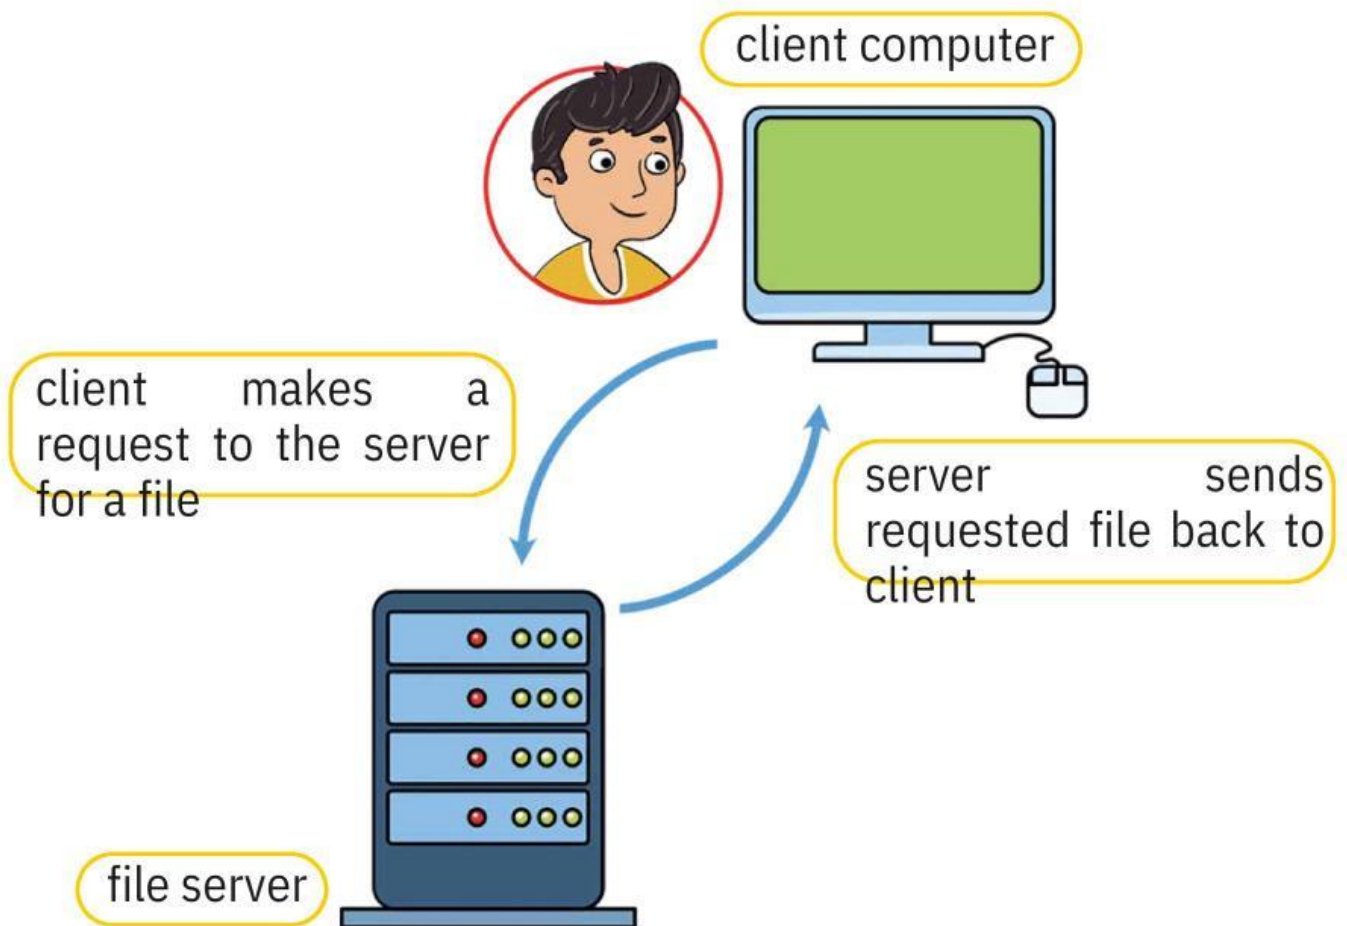 client computer
client makes a
request to the server
for a file
server sends
requested file back to
client
file server